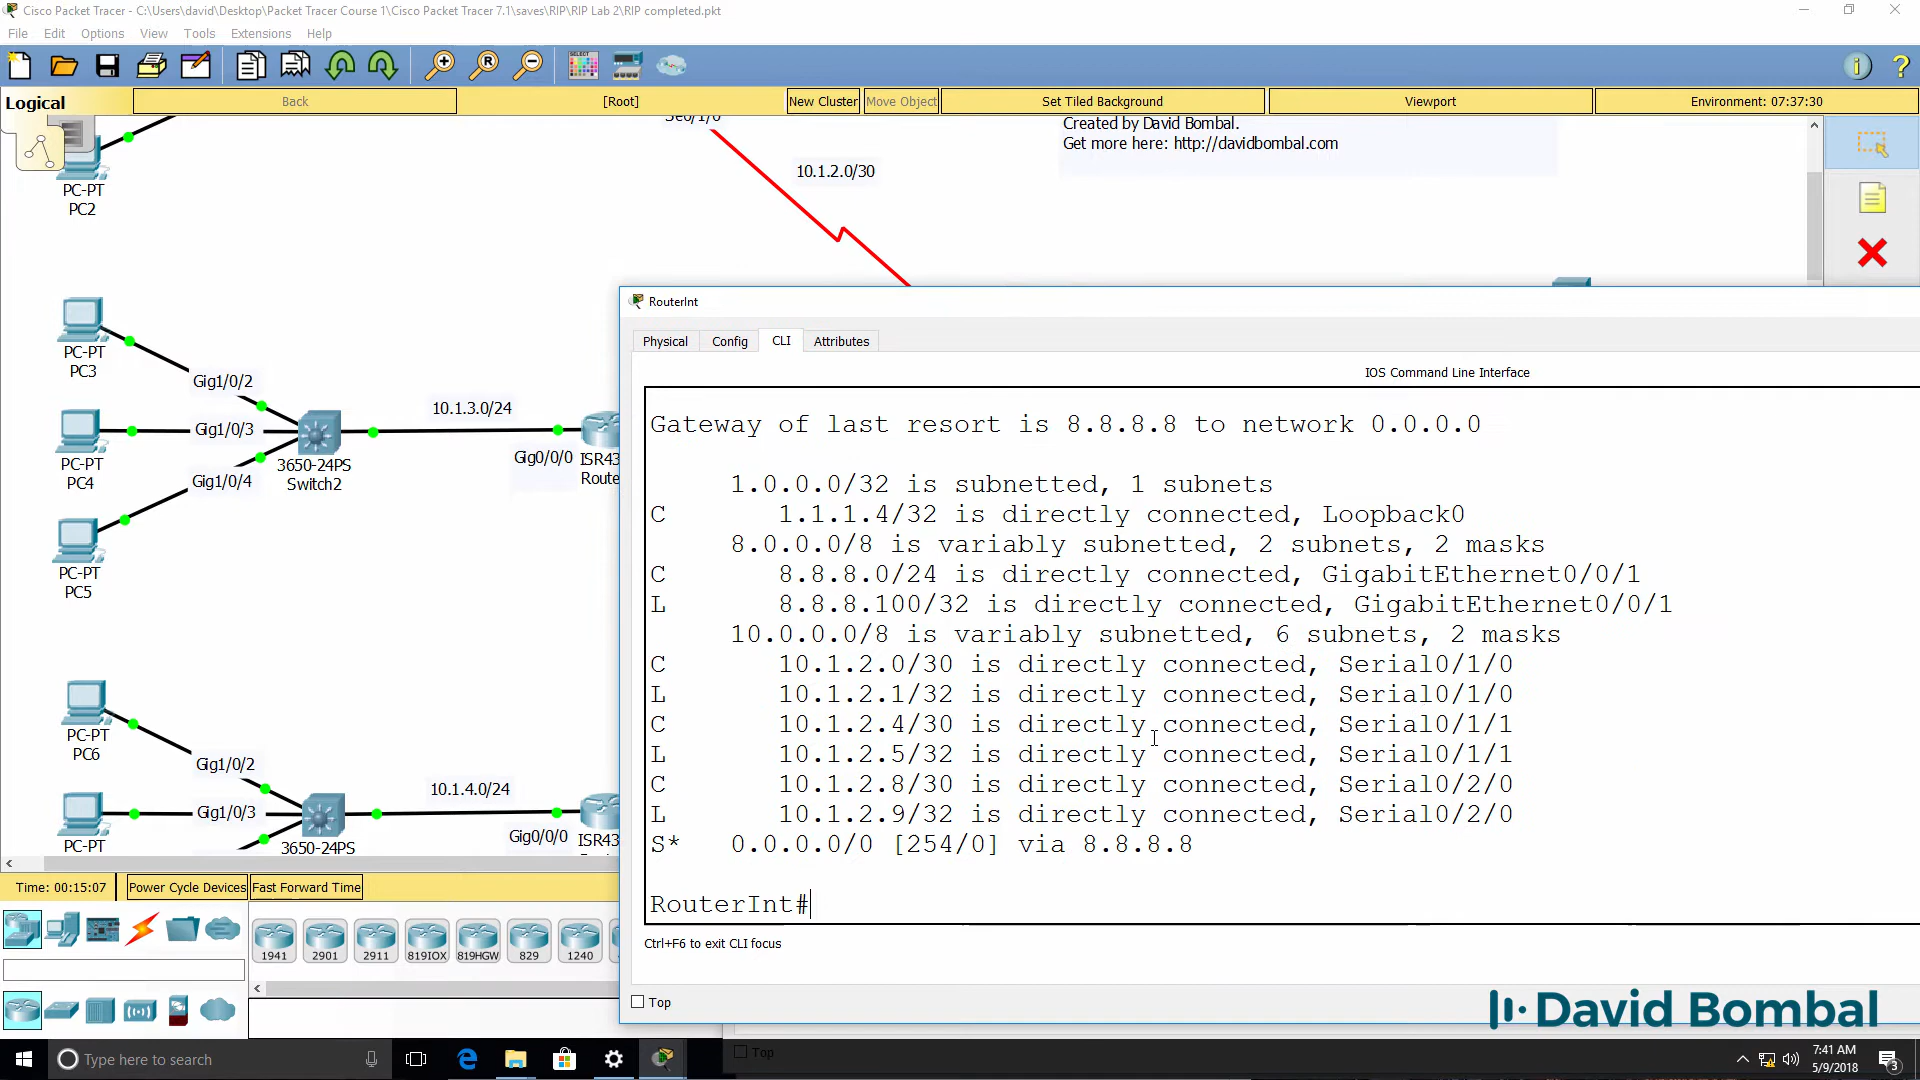 Cisco Packet Tracer - C:\Users\david\Desktop\Packet Tracer Course 1\Cisco Packet Tracer 7.1\saves\RIP\RIP Lab 2\RIP completed.pkt
File Edit Options View Tools Extensions Help
Logical Back [Root] New Cluster Move Object Set Tiled Background Viewport Environment: 07:37:30
Se0/1/0
Created by David Bombal.
Get more here: http://davidbombal.com
10.1.2.0/30
PC-PT
PC2
PC-PT
PC3
Gig1/0/2
10.1.3.0/24
Gig1/0/3
PC-PT
PC4
3650-24PS
Switch2
Gig0/0/0
ISR43
Route
Gig1/0/4
PC-PT
PC5
PC-PT
PC6
Gig1/0/2
10.1.4.0/24
Gig1/0/3
Gig0/0/0
ISR43
PC-PT
3650-24PS
RouterInt
Physical Config CLI Attributes
IOS Command Line Interface
Gateway of last resort is 8.8.8.8 to network 0.0.0.0
1.0.0.0/32 is subnetted, 1 subnets
C 1.1.1.4/32 is directly connected, Loopback0
8.0.0.0/8 is variably subnetted, 2 subnets, 2 masks
C 8.8.8.0/24 is directly connected, GigabitEthernet0/0/1
L 8.8.8.100/32 is directly connected, GigabitEthernet0/0/1
10.0.0.0/8 is variably subnetted, 6 subnets, 2 masks
C 10.1.2.0/30 is directly connected, Serial0/1/0
L 10.1.2.1/32 is directly connected, Serial0/1/0
C 10.1.2.4/30 is directly connected, Serial0/1/1
L 10.1.2.5/32 is directly connected, Serial0/1/1
C 10.1.2.8/30 is directly connected, Serial0/2/0
L 10.1.2.9/32 is directly connected, Serial0/2/0
S* 0.0.0.0/0 [254/0] via 8.8.8.8
RouterInt#
Ctrl+F6 to exit CLI focus
Top
Time: 00:15:07 Power Cycle Devices Fast Forward Time
1941 2901 2911 819IOX 819HGW 829 1240
David Bombal
Top
Type here to search
7:41 AM
5/9/2018
3